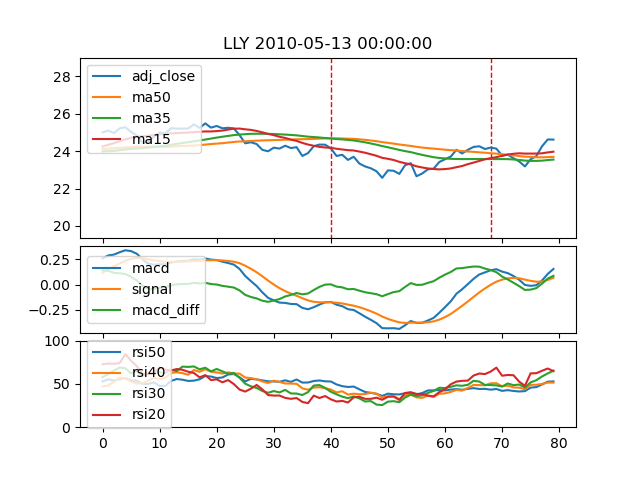 LLY 2010-05-13 00:00:00
28
26
24
22
20
adj_close
ma50
ma35
ma15
0.25
0.00
−0.25
macd
signal
macd_diff
100
50
0
rsi50
rsi40
rsi30
rsi20
0 10 20 30 40 50 60 70 80